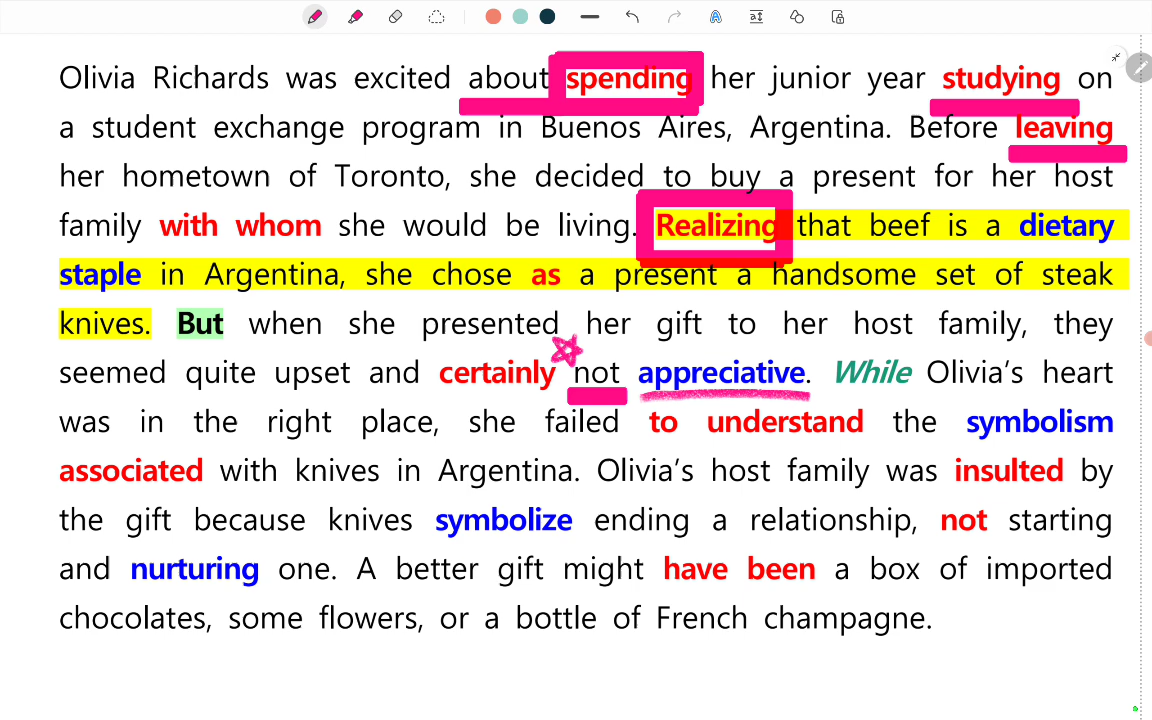 Olivia Richards was excited about spending her junior year studying on
a student exchange program in Buenos Aires, Argentina. Before leaving
her hometown of Toronto, she decided to buy a present for her host
family with whom she would be living. Realizing that beef is a dietary
staple in Argentina, she chose as a present a handsome set of steak
knives. But when she presented her gift to her host family, they
seemed quite upset and certainly not appreciative. While Olivia’s heart
was in the right place, she failed to understand the symbolism
associated with knives in Argentina. Olivia’s host family was insulted by
the gift because knives symbolize ending a relationship, not starting
and nurturing one. A better gift might have been a box of imported
chocolates, some flowers, or a bottle of French champagne.